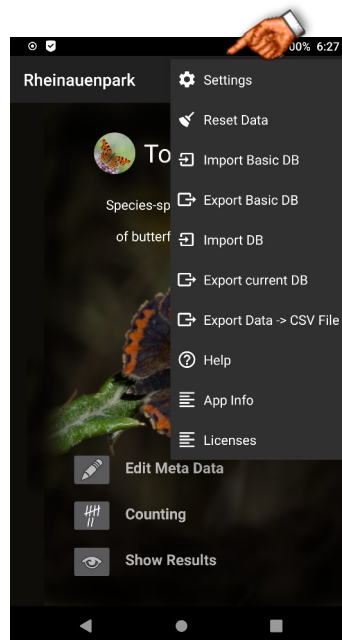 00% 6:27
Rheinauenpark
Settings
Reset Data
Import Basic DB
Export Basic DB
Import DB
Export current DB
Export Data -> CSV File
Help
App Info
Licenses
To
Species-sp
of butterf
Edit Meta Data
Counting
Show Results